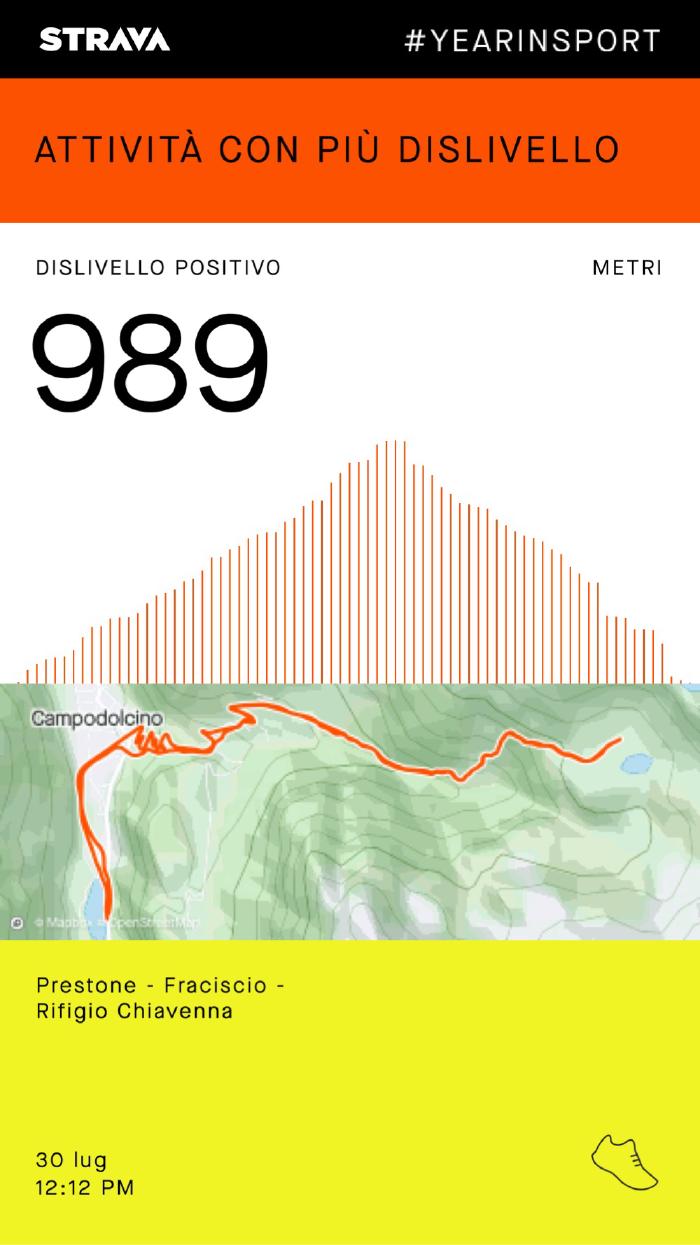 STRAVA
#YEARINSPORT
ATTIVITÀ CON PIÙ DISLIVELLO
DISLIVELLO POSITIVO
METRI
989
Campodolcino
© Mapbox © OpenStreetMap
Prestone - Fraciscio -
Rifigio Chiavenna
30 lug
12:12 PM